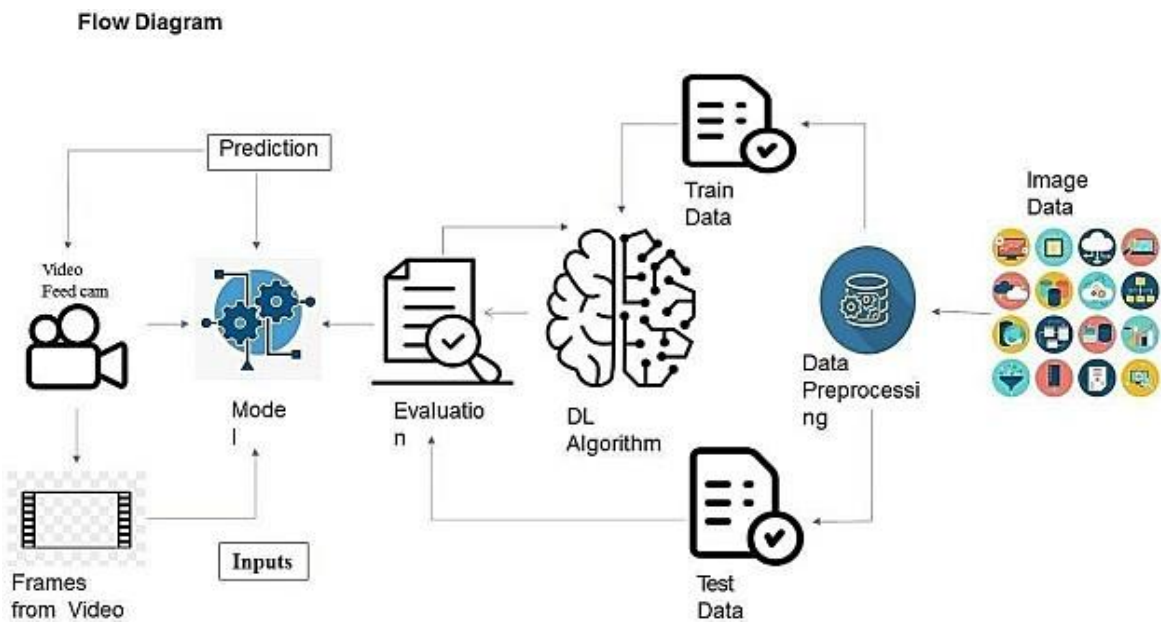 Flow Diagram
Prediction
Train
Data
Image
Data
Video
Feed cam
Mode
l
Evaluatio
n
DL
Algorithm
Data
Preprocessi
ng
Inputs
Frames
from Video
Test
Data